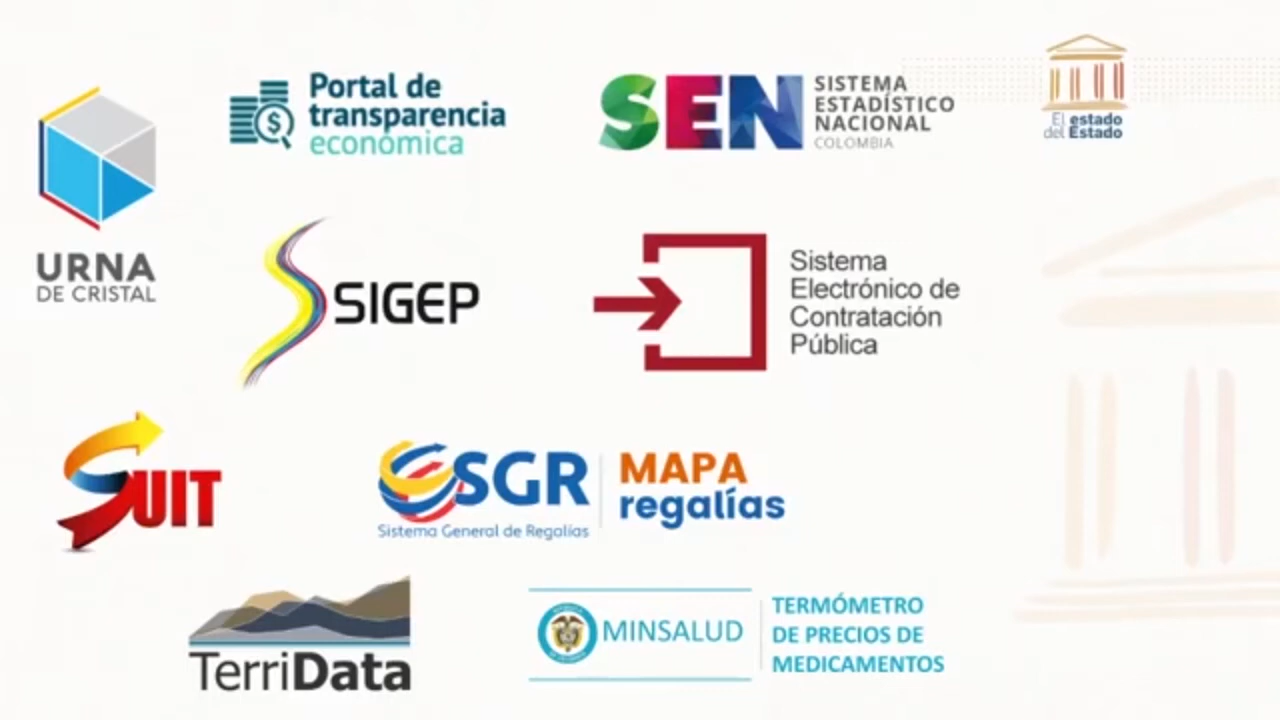 URNA
DE CRISTAL
Portal de
transparencia
económica
SEN
SISTEMA
ESTADÍSTICO
NACIONAL
COLOMBIA
El estado
del Estado
SIGEP
Sistema
Electrónico de
Contratación
Pública
SUIT
SGR
Sistema General de Regalías
MAPA
regalías
TerriData
MINSALUD
TERMÓMETRO
DE PRECIOS DE
MEDICAMENTOS